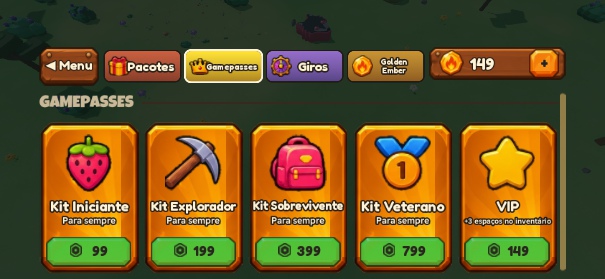 Menu
Pacotes
Gamepasses
Giros
Golden
Ember
149
+
GAMEPASSES
Kit Iniciante
Para sempre
99
Kit Explorador
Para sempre
199
Kit Sobrevivente
Para sempre
399
1
Kit Veterano
Para sempre
799
VIP
+3 espaços no inventário
149